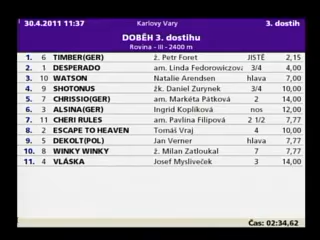 30.4.2011 11:37 Karlovy Vary 3. dostih
DOBĚH 3. dostihu
Rovina - III - 2400 m
1. 6 TIMBER(GER) ž. Petr Foret JISTĚ 2,15
2. 1 DESPERADO am. Linda Fedorowiczová 3/4 4,00
3. 10 WATSON Natalie Arendsen hlava 7,00
4. 9 SHOTONUS žk. Daniel Zurynek 3/4 10,00
5. 7 CHRISSIO(GER) am. Markéta Pátková 2 14,00
6. 3 ALSINA(GER) Ingrid Koplíková nos 12,00
7. 11 CHERI RULES am. Pavlína Filipová 2 1/2 7,77
8. 2 ESCAPE TO HEAVEN Tomáš Vraj 4 10,00
9. 5 DEKOLT(POL) Jan Verner hlava 7,77
10. 8 WINKY WINKY ž. Milan Zatloukal 7 7,77
11. 4 VLÁSKA Josef Mysliveček 3 14,00
Čas: 02:34,62